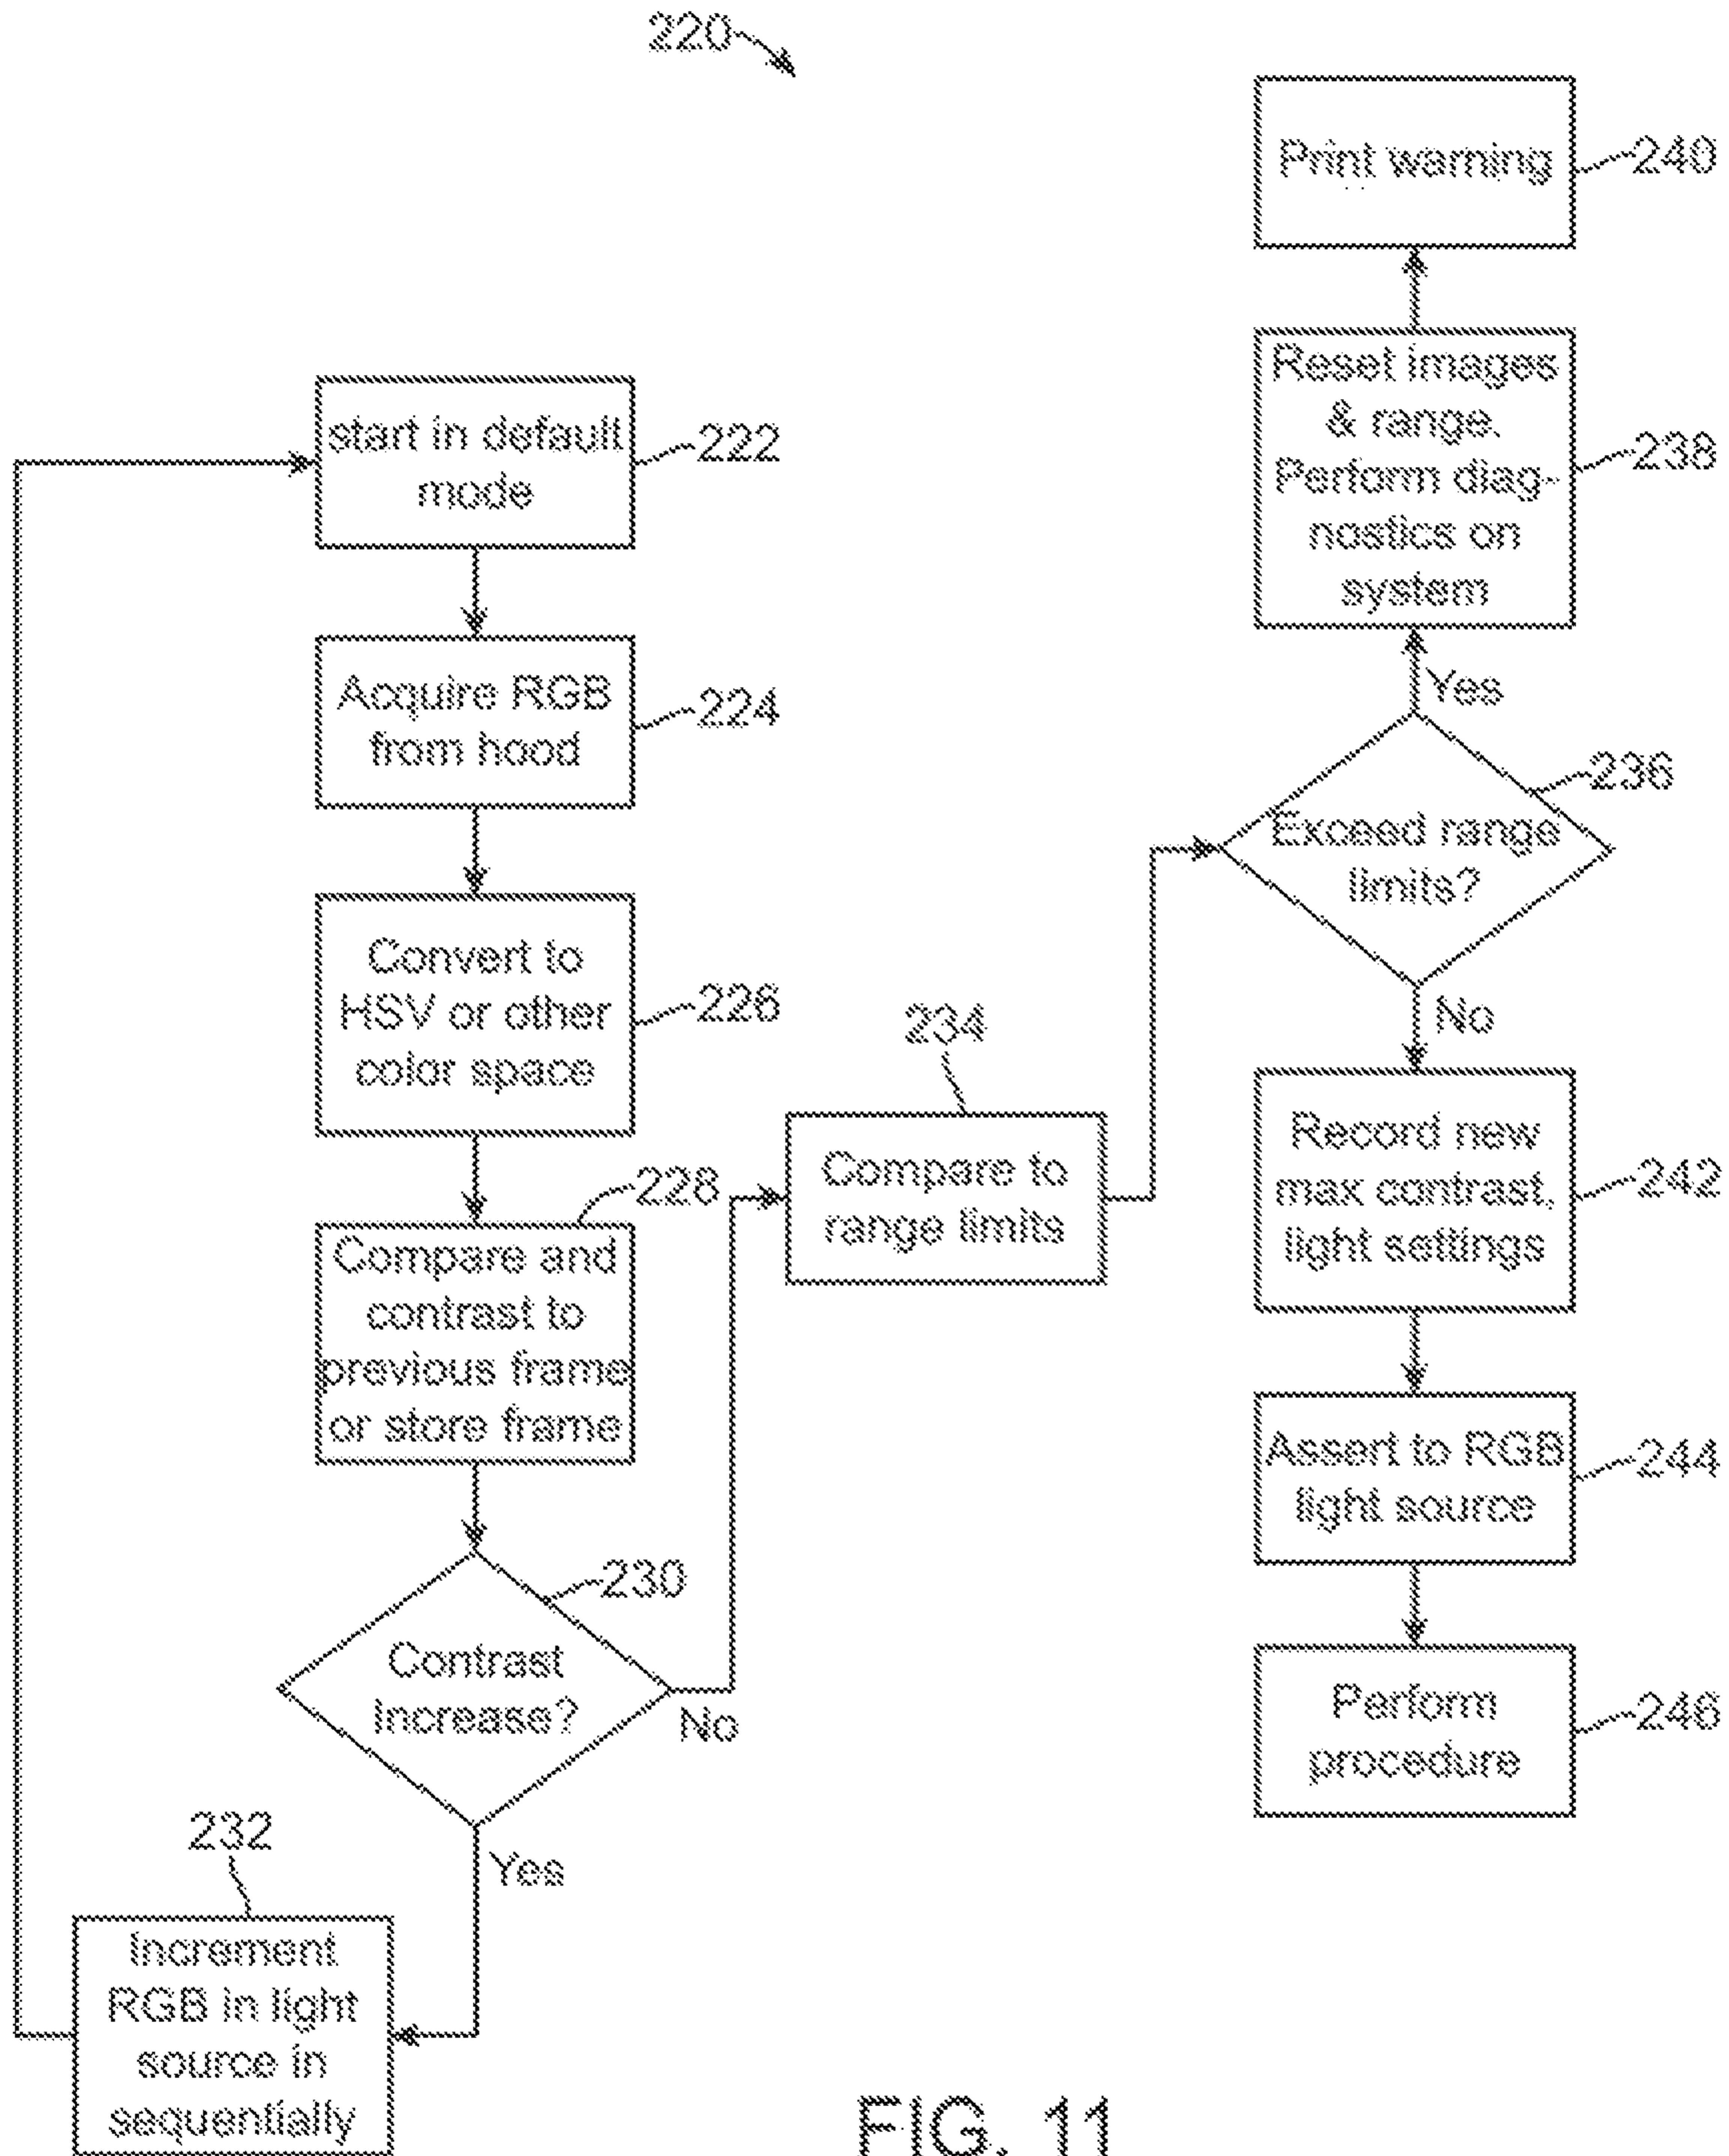 220
start in default
mode
222
Acquire RGB
from hood
224
Convert to
HSV or other
color space
226
228
Compare and
contrast to
previous frame
or store frame
230
Contrast
increase?
No
Yes
232
Increment
RGB in light
source in
sequentially
234
Compare to
range limits
Print warning
240
Reset images
& range.
Perform diag-
nostics on
system
238
Yes
236
Exceed range
limits?
No
Record new
max contrast,
light settings
242
Assert to RGB
light source
244
Perform
procedure
246
FIG. 11